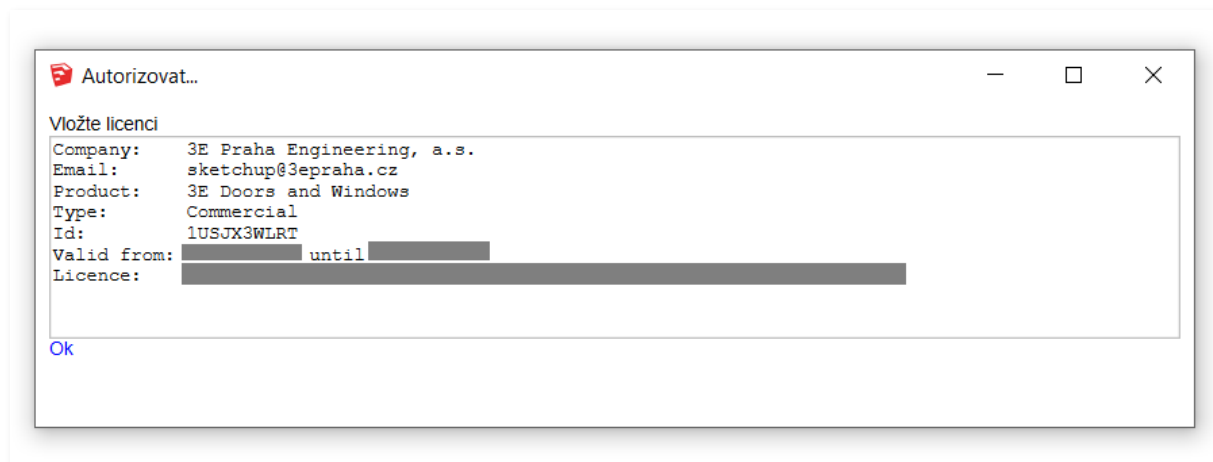 Autorizovat...
Vložte licenci
Company: 3E Praha Engineering, a.s.
Email: sketchup@3epraha.cz
Product: 3E Doors and Windows
Type: Commercial
Id: 1USJX3WLRT
Valid from: until
Licence:
Ok